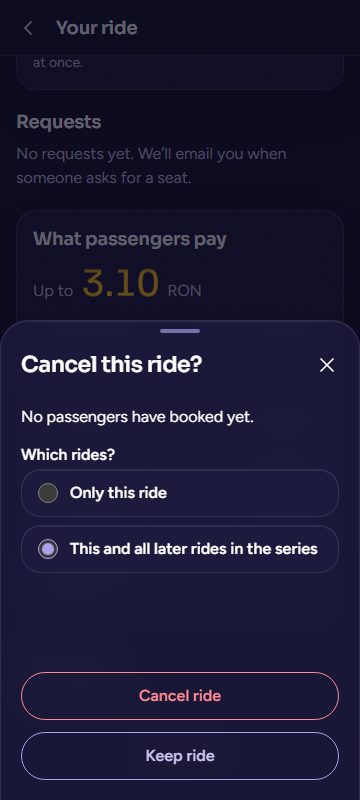 Your ride
at once.
Requests
No requests yet. We’ll email you when
someone asks for a seat.
What passengers pay
Up to 3.10 RON
Cancel this ride?
No passengers have booked yet.
Which rides?
Only this ride
This and all later rides in the series
Cancel ride
Keep ride